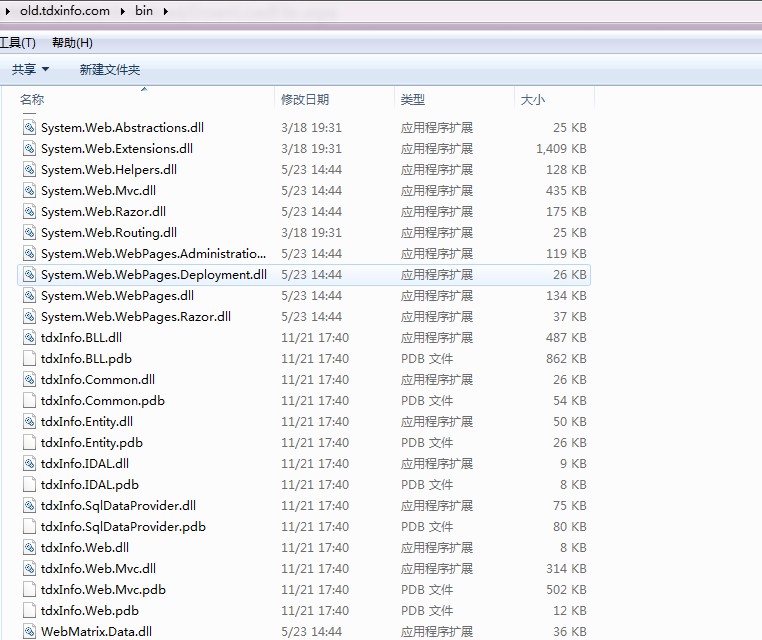 old.tdxinfo.com bin
工具(T) 帮助(H)
共享 新建文件夹
名称 修改日期 类型 大小
System.Web.Abstractions.dll 3/18 19:31 应用程序扩展 25 KB
System.Web.Extensions.dll 3/18 19:31 应用程序扩展 1,409 KB
System.Web.Helpers.dll 5/23 14:44 应用程序扩展 128 KB
System.Web.Mvc.dll 5/23 14:44 应用程序扩展 435 KB
System.Web.Razor.dll 5/23 14:44 应用程序扩展 175 KB
System.Web.Routing.dll 3/18 19:31 应用程序扩展 25 KB
System.Web.WebPages.Administratio... 5/23 14:44 应用程序扩展 119 KB
System.Web.WebPages.Deployment.dll 5/23 14:44 应用程序扩展 26 KB
System.Web.WebPages.dll 5/23 14:44 应用程序扩展 134 KB
System.Web.WebPages.Razor.dll 5/23 14:44 应用程序扩展 37 KB
tdxInfo.BLL.dll 11/21 17:40 应用程序扩展 487 KB
tdxInfo.BLL.pdb 11/21 17:40 PDB 文件 862 KB
tdxInfo.Common.dll 11/21 17:40 应用程序扩展 26 KB
tdxInfo.Common.pdb 11/21 17:40 PDB 文件 54 KB
tdxInfo.Entity.dll 11/21 17:40 应用程序扩展 50 KB
tdxInfo.Entity.pdb 11/21 17:40 PDB 文件 26 KB
tdxInfo.IDAL.dll 11/21 17:40 应用程序扩展 9 KB
tdxInfo.IDAL.pdb 11/21 17:40 PDB 文件 8 KB
tdxInfo.SqlDataProvider.dll 11/21 17:40 应用程序扩展 75 KB
tdxInfo.SqlDataProvider.pdb 11/21 17:40 PDB 文件 80 KB
tdxInfo.Web.dll 11/21 17:40 应用程序扩展 8 KB
tdxInfo.Web.Mvc.dll 11/21 17:40 应用程序扩展 314 KB
tdxInfo.Web.Mvc.pdb 11/21 17:40 PDB 文件 502 KB
tdxInfo.Web.pdb 11/21 17:40 PDB 文件 12 KB
WebMatrix.Data.dll 5/23 14:44 应用程序扩展 36 KB